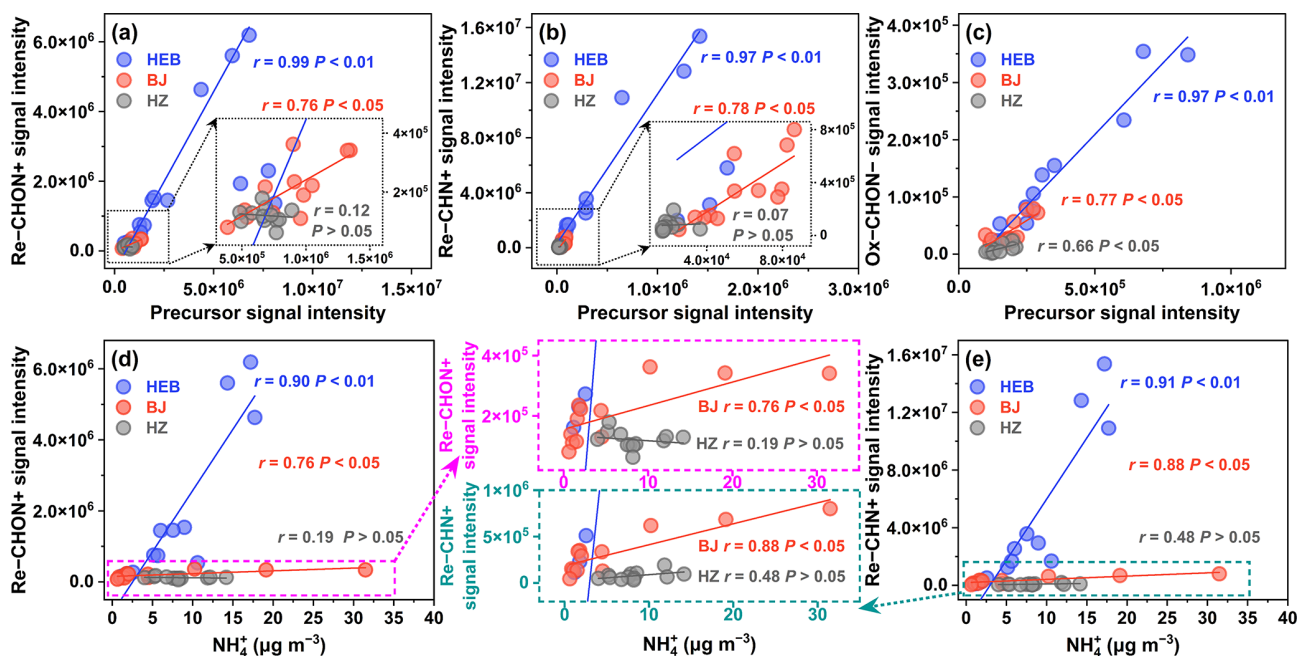 (a)
HEB
BJ
HZ
r = 0.99 P < 0.01
r = 0.76 P < 0.05
r = 0.12
P > 0.05
4×10⁵
2×10⁵
5.0×10⁵ 1.0×10⁶ 1.5×10⁶
6.0×10⁶
4.0×10⁶
2.0×10⁶
0.0
0.0 5.0×10⁶ 1.0×10⁷ 1.5×10⁷
Re−CHON+ signal intensity
Precursor signal intensity
(b)
HEB
BJ
HZ
r = 0.97 P < 0.01
r = 0.78 P < 0.05
r = 0.07
P > 0.05
8×10⁵
4×10⁵
0
4×10⁴ 8×10⁴
1.6×10⁷
1.2×10⁷
8.0×10⁶
4.0×10⁶
0.0
0.0 1.0×10⁶ 2.0×10⁶ 3.0×10⁶
Re−CHN+ signal intensity
Precursor signal intensity
(c)
HEB
BJ
HZ
r = 0.97 P < 0.01
r = 0.77 P < 0.05
r = 0.66 P < 0.05
4.0×10⁵
3.0×10⁵
2.0×10⁵
1.0×10⁵
0.0
0.0 5.0×10⁵ 1.0×10⁶
Ox−CHON− signal intensity
Precursor signal intensity
(d)
HEB
BJ
HZ
r = 0.90 P < 0.01
r = 0.76 P < 0.05
r = 0.19 P > 0.05
6.0×10⁶
4.0×10⁶
2.0×10⁶
0.0
0 5 10 15 20 25 30 35 40
Re−CHON+ signal intensity
NH₄⁺ (μg m⁻³)
Re−CHON+
signal intensity
4×10⁵
2×10⁵
BJ r = 0.76 P < 0.05
HZ r = 0.19 P > 0.05
0 10 20 30
Re−CHN+
signal intensity
1×10⁶
5×10⁵
0
BJ r = 0.88 P < 0.05
HZ r = 0.48 P > 0.05
0 10 20 30
NH₄⁺ (μg m⁻³)
(e)
HEB
BJ
HZ
r = 0.91 P < 0.01
r = 0.88 P < 0.05
r = 0.48 P > 0.05
1.6×10⁷
1.2×10⁷
8.0×10⁶
4.0×10⁶
0.0
0 5 10 15 20 25 30 35 40
Re−CHN+ signal intensity
NH₄⁺ (μg m⁻³)